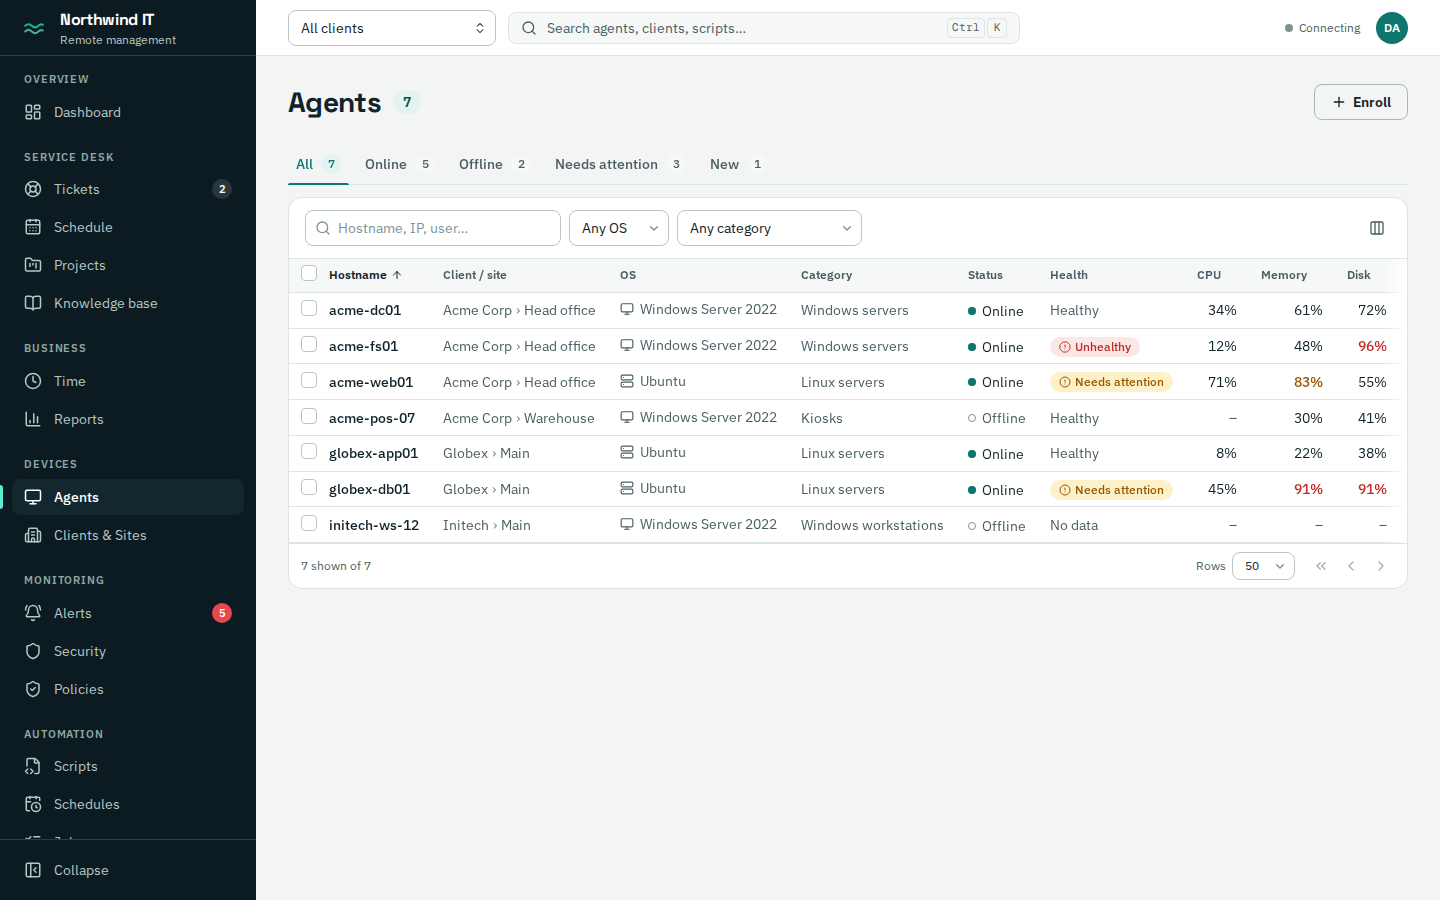 Northwind IT
Remote management
OVERVIEW
Dashboard
SERVICE DESK
Tickets 2
Schedule
Projects
Knowledge base
BUSINESS
Time
Reports
DEVICES
Agents
Clients & Sites
MONITORING
Alerts 5
Security
Policies
AUTOMATION
Scripts
Schedules
Collapse
All clients
Search agents, clients, scripts... Ctrl K
Connecting DA
Agents 7
Enroll
All 7 Online 5 Offline 2 Needs attention 3 New 1
Hostname, IP, user... Any OS Any category
Hostname Client / site OS Category Status Health CPU Memory Disk
acme-dc01 Acme Corp › Head office Windows Server 2022 Windows servers Online Healthy 34% 61% 72%
acme-fs01 Acme Corp › Head office Windows Server 2022 Windows servers Online Unhealthy 12% 48% 96%
acme-web01 Acme Corp › Head office Ubuntu Linux servers Online Needs attention 71% 83% 55%
acme-pos-07 Acme Corp › Warehouse Windows Server 2022 Kiosks Offline Healthy – 30% 41%
globex-app01 Globex › Main Ubuntu Linux servers Online Healthy 8% 22% 38%
globex-db01 Globex › Main Ubuntu Linux servers Online Needs attention 45% 91% 91%
initech-ws-12 Initech › Main Windows Server 2022 Windows workstations Offline No data – – –
7 shown of 7 Rows 50